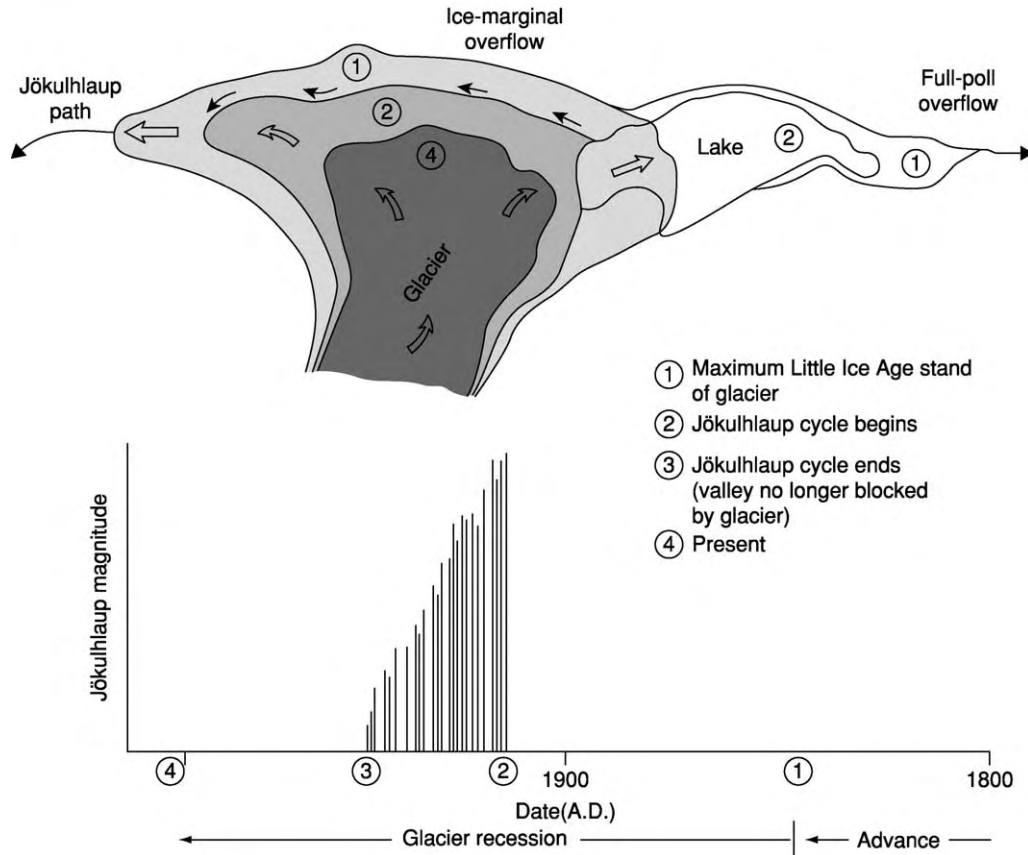 Ice-marginal
overflow
Jökulhlaup
path
Full-poll
overflow
1
2
4
Lake
2
1
Glacier
1 Maximum Little Ice Age stand
of glacier
2 Jökulhlaup cycle begins
3 Jökulhlaup cycle ends
(valley no longer blocked
by glacier)
4 Present
Jökulhlaup magnitude
4 3 2 1900 1 1800
Date(A.D.)
Glacier recession Advance